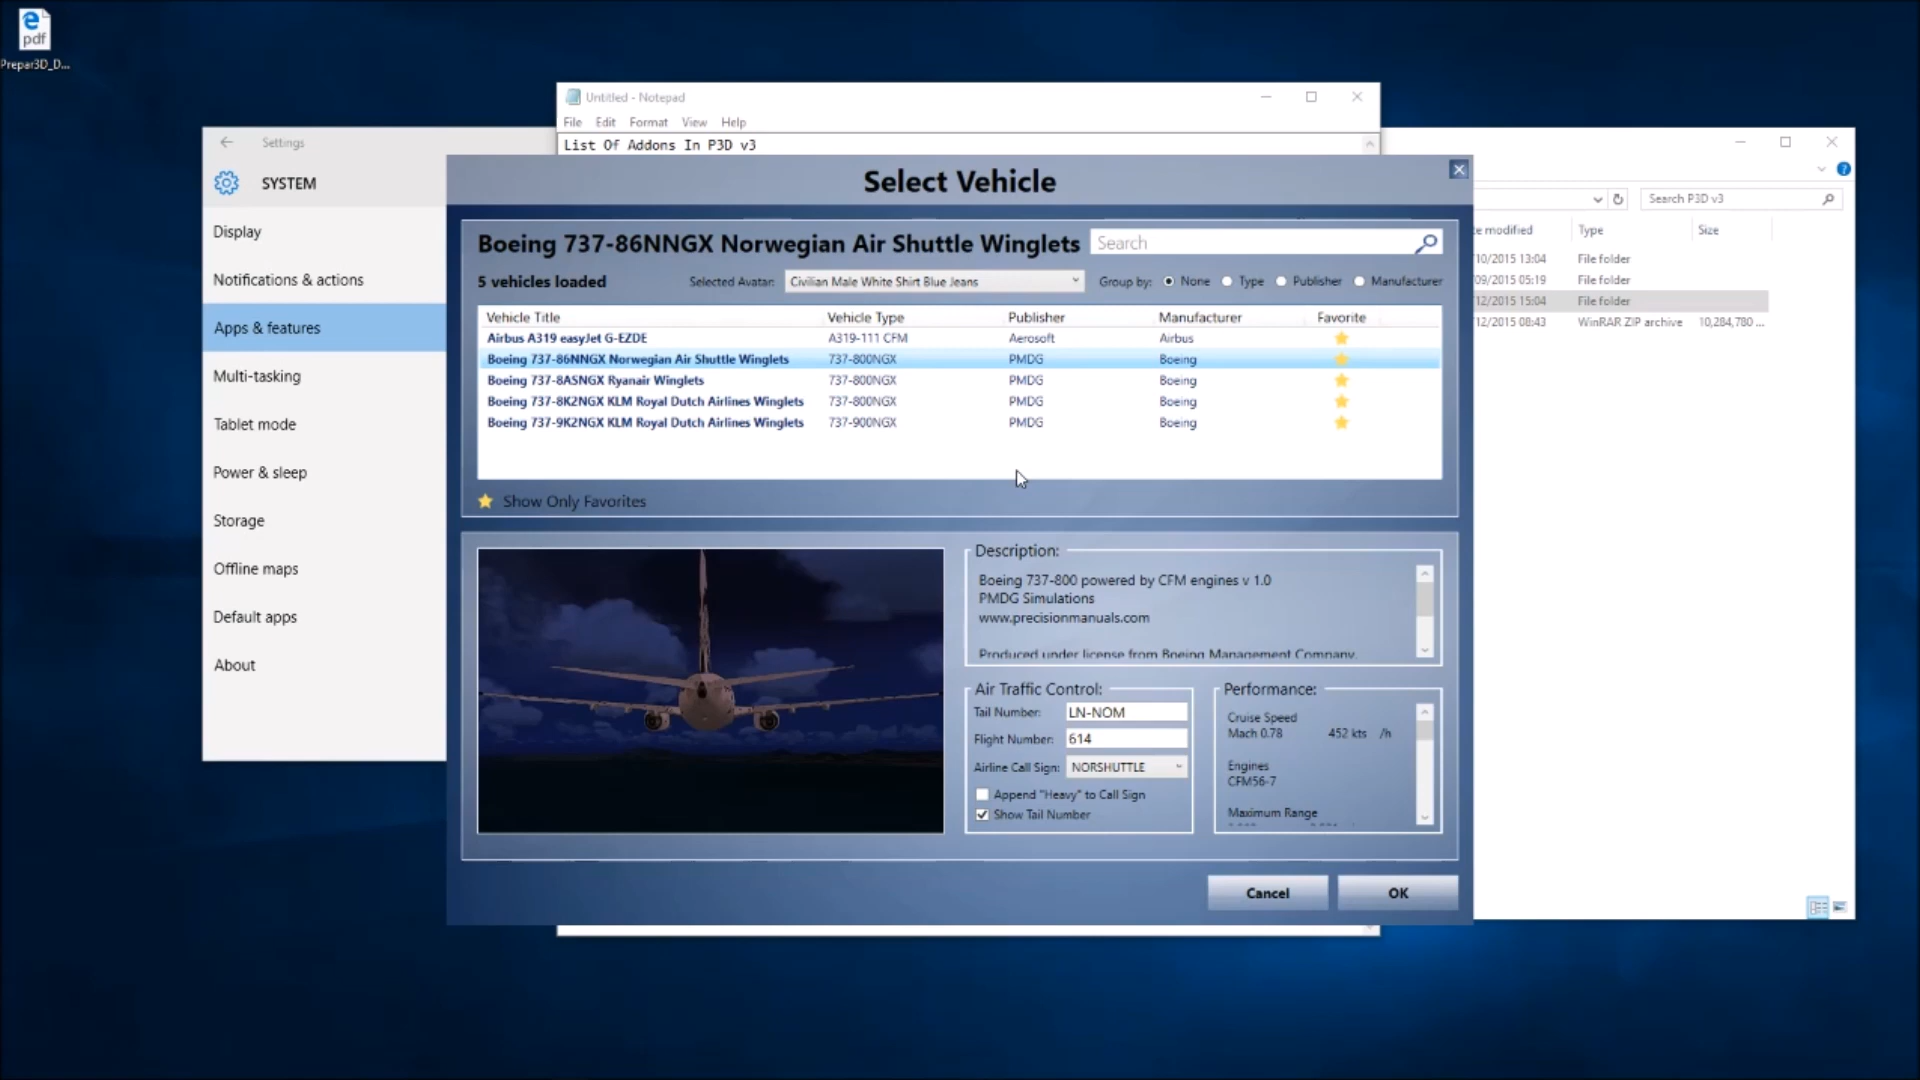 pdf
Prepar3D_D...
Untitled - Notepad
File Edit Format View Help
List Of Addons In P3D v3
Settings
SYSTEM
Display
Notifications & actions
Apps & features
Multi-tasking
Tablet mode
Power & sleep
Storage
Offline maps
Default apps
About
Select Vehicle
Boeing 737-86NNGX Norwegian Air Shuttle Winglets
Search
5 vehicles loaded
Selected Avatar: Civilian Male White Shirt Blue Jeans
Group by: None Type Publisher Manufacturer
Vehicle Title Vehicle Type Publisher Manufacturer Favorite
Airbus A319 easyJet G-EZDE A319-111 CFM Aerosoft Airbus
Boeing 737-86NNGX Norwegian Air Shuttle Winglets 737-800NGX PMDG Boeing
Boeing 737-8ASNGX Ryanair Winglets 737-800NGX PMDG Boeing
Boeing 737-8K2NGX KLM Royal Dutch Airlines Winglets 737-800NGX PMDG Boeing
Boeing 737-9K2NGX KLM Royal Dutch Airlines Winglets 737-900NGX PMDG Boeing
Show Only Favorites
Description:
Boeing 737-800 powered by CFM engines v 1.0
PMDG Simulations
www.precisionmanuals.com
Produced under license from Boeing Management Company.
Air Traffic Control:
Tail Number: LN-NOM
Flight Number: 614
Airline Call Sign: NORSHUTTLE
Append "Heavy" to Call Sign
Show Tail Number
Performance:
Cruise Speed
Mach 0.78 452 kts /h
Engines
CFM56-7
Maximum Range
Cancel OK
Search P3D v3
te modified Type Size
10/2015 13:04 File folder
09/2015 05:19 File folder
12/2015 15:04 File folder
12/2015 08:43 WinRAR ZIP archive 10,284,780 ...